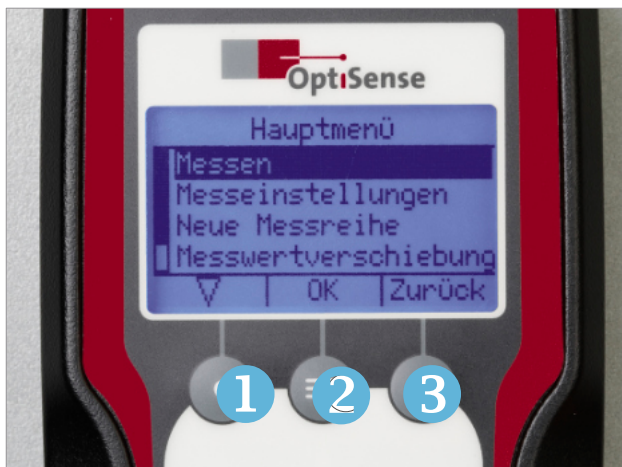 OptiSense
Hauptmenü
Messen
Messeinstellungen
Neue Messreihe
Messwertverschiebung
OK Zurück
1 2 3